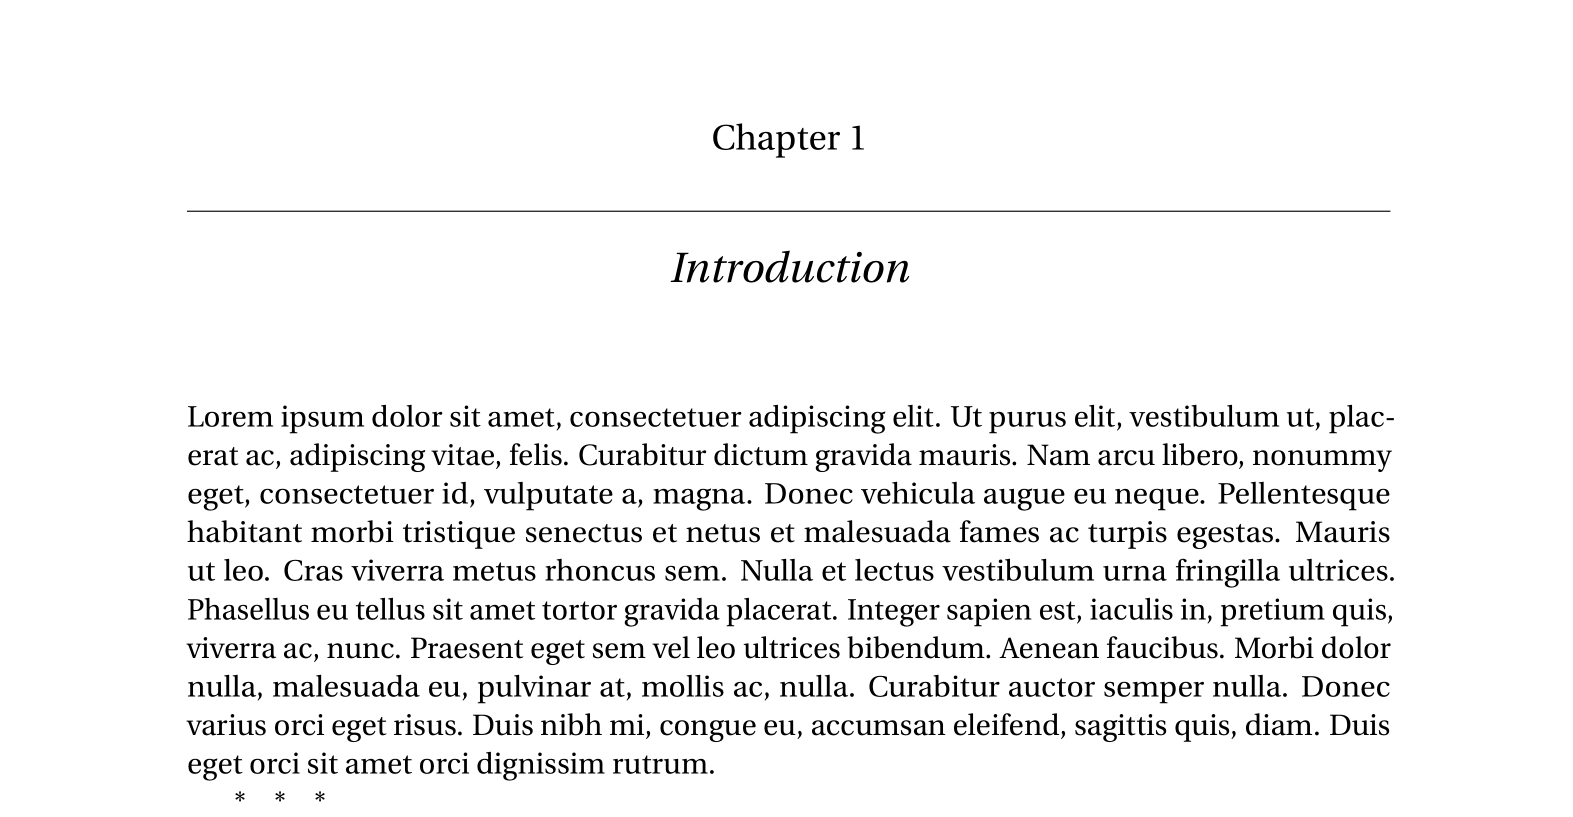 Chapter 1
Introduction
Lorem ipsum dolor sit amet, consectetuer adipiscing elit. Ut purus elit, vestibulum ut, plac-
erat ac, adipiscing vitae, felis. Curabitur dictum gravida mauris. Nam arcu libero, nonummy
eget, consectetuer id, vulputate a, magna. Donec vehicula augue eu neque. Pellentesque
habitant morbi tristique senectus et netus et malesuada fames ac turpis egestas. Mauris
ut leo. Cras viverra metus rhoncus sem. Nulla et lectus vestibulum urna fringilla ultrices.
Phasellus eu tellus sit amet tortor gravida placerat. Integer sapien est, iaculis in, pretium quis,
viverra ac, nunc. Praesent eget sem vel leo ultrices bibendum. Aenean faucibus. Morbi dolor
nulla, malesuada eu, pulvinar at, mollis ac, nulla. Curabitur auctor semper nulla. Donec
varius orci eget risus. Duis nibh mi, congue eu, accumsan eleifend, sagittis quis, diam. Duis
eget orci sit amet orci dignissim rutrum.
* * *